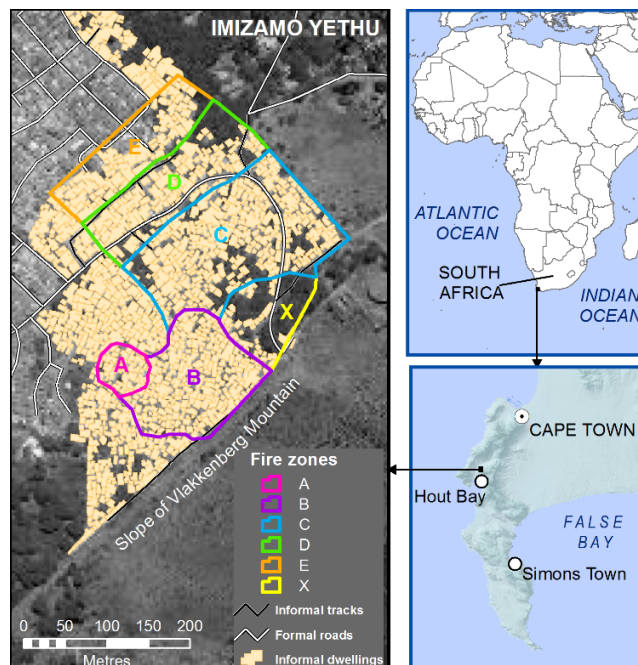 IMIZAMO YETHU
E
D
C
X
A
B
Slope of Vlakkenberg Mountain
Fire zones
A
B
C
D
E
X
Informal tracks
Formal roads
Informal dwellings
0 50 100 200
Metres
ATLANTIC
OCEAN
SOUTH
AFRICA
INDIAN
OCEAN
CAPE TOWN
Hout Bay
FALSE
BAY
Simons Town